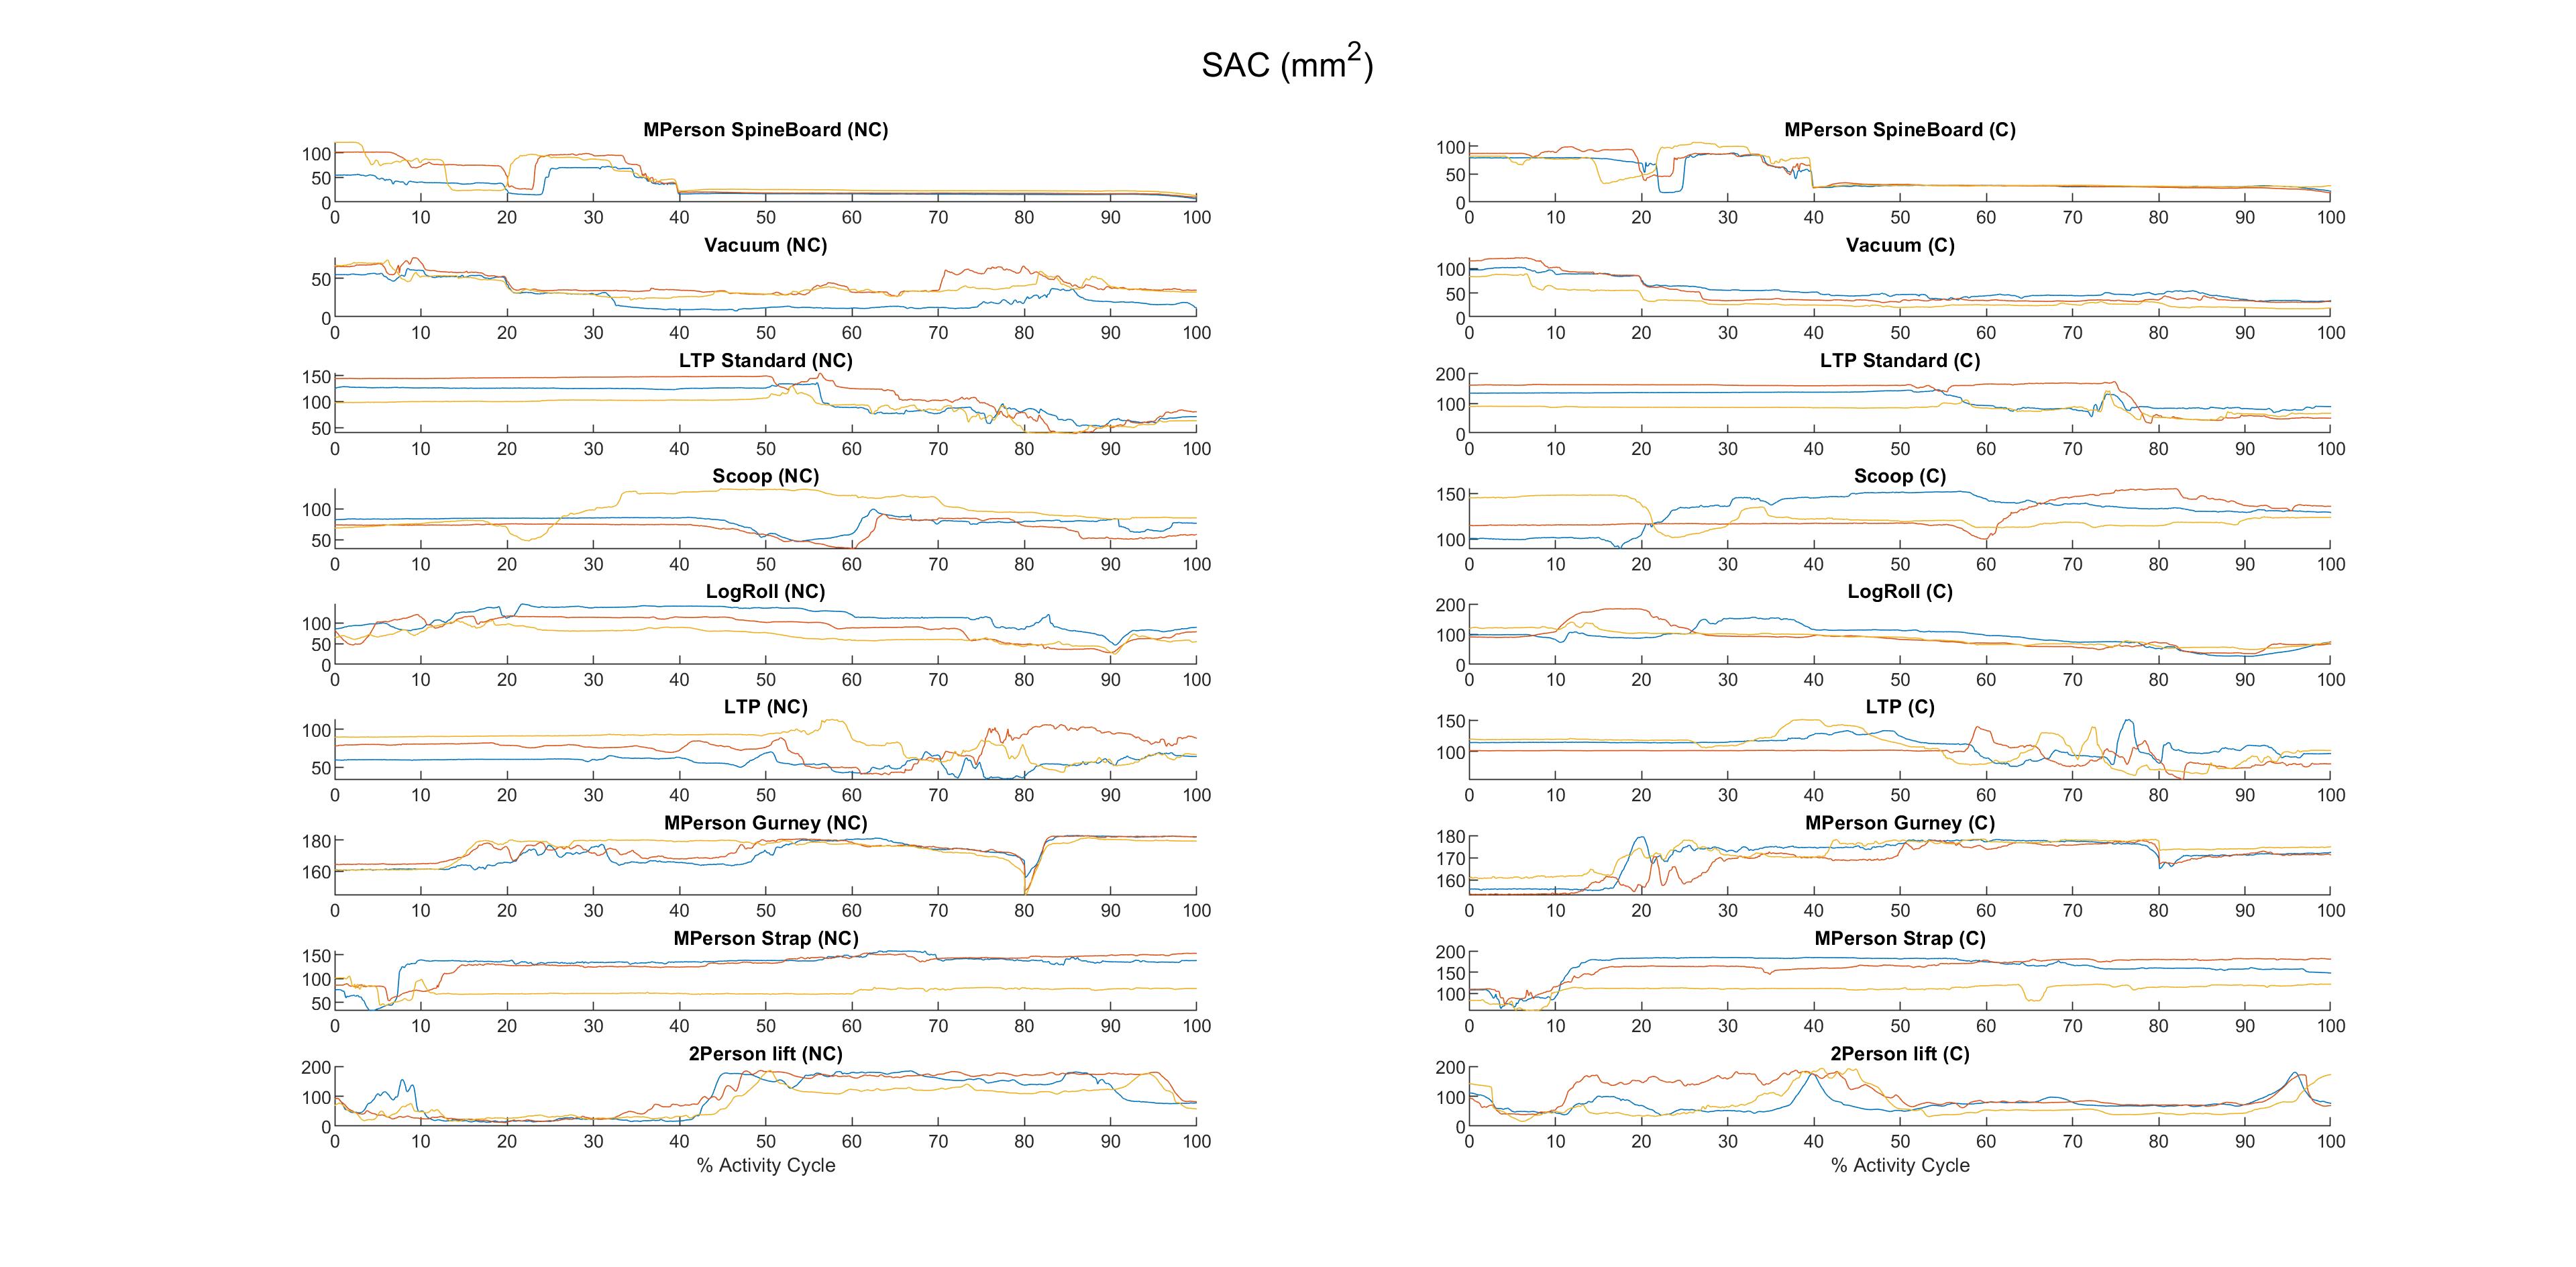 SAC (mm2)
MPerson SpineBoard (NC)
100
50
0
0 10 20 30 40 50 60 70 80 90 100
MPerson SpineBoard (C)
100
50
0
0 10 20 30 40 50 60 70 80 90 100
Vacuum (NC)
50
0
0 10 20 30 40 50 60 70 80 90 100
Vacuum (C)
100
50
0
0 10 20 30 40 50 60 70 80 90 100
LTP Standard (NC)
150
100
50
0 10 20 30 40 50 60 70 80 90 100
LTP Standard (C)
200
100
0
0 10 20 30 40 50 60 70 80 90 100
Scoop (NC)
100
50
0 10 20 30 40 50 60 70 80 90 100
Scoop (C)
150
100
0 10 20 30 40 50 60 70 80 90 100
LogRoll (NC)
100
50
0
0 10 20 30 40 50 60 70 80 90 100
LogRoll (C)
200
100
0
0 10 20 30 40 50 60 70 80 90 100
LTP (NC)
100
50
0 10 20 30 40 50 60 70 80 90 100
LTP (C)
150
100
0 10 20 30 40 50 60 70 80 90 100
MPerson Gurney (NC)
180
160
0 10 20 30 40 50 60 70 80 90 100
MPerson Gurney (C)
180
170
160
0 10 20 30 40 50 60 70 80 90 100
MPerson Strap (NC)
150
100
50
0 10 20 30 40 50 60 70 80 90 100
MPerson Strap (C)
200
150
100
0 10 20 30 40 50 60 70 80 90 100
2Person lift (NC)
200
100
0
0 10 20 30 40 50 60 70 80 90 100
% Activity Cycle
2Person lift (C)
200
100
0
0 10 20 30 40 50 60 70 80 90 100
% Activity Cycle